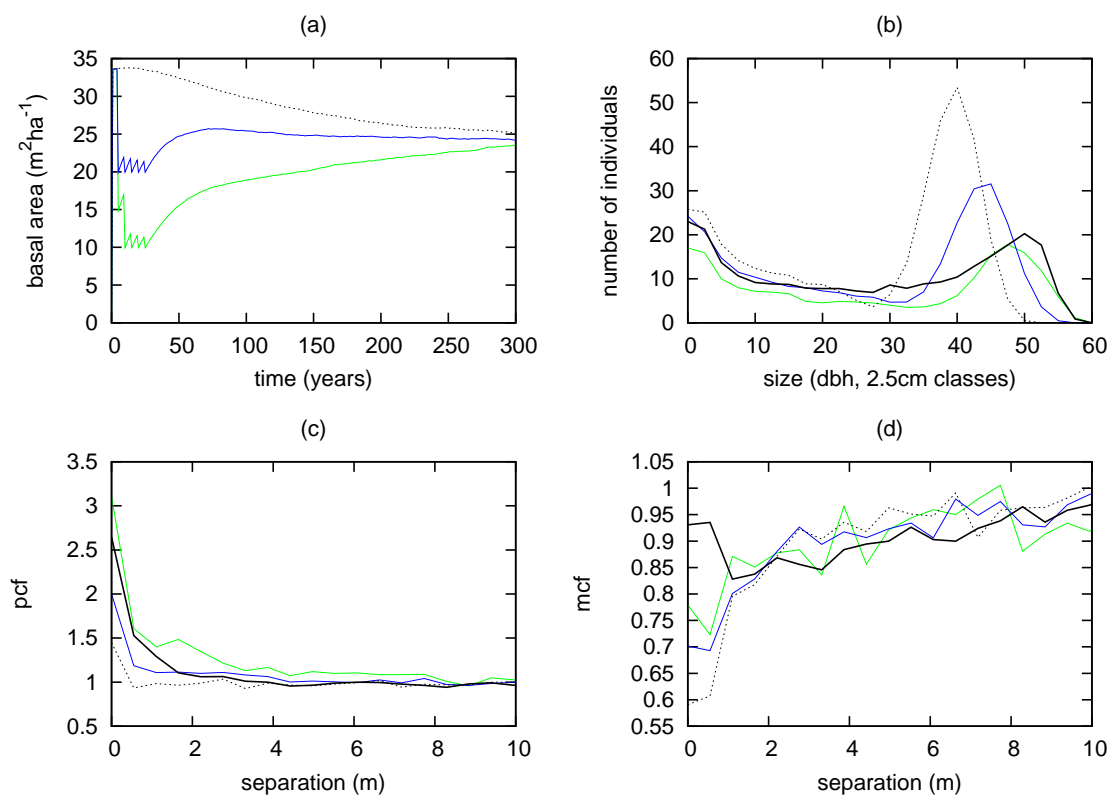 (a)
35
30
25
20
15
10
5
0
basal area (m²ha⁻¹)
0 50 100 150 200 250 300
time (years)
(b)
60
50
40
30
20
10
0
number of individuals
0 10 20 30 40 50 60
size (dbh, 2.5cm classes)
(c)
3.5
3
2.5
2
1.5
1
0.5
pcf
0 2 4 6 8 10
separation (m)
(d)
1.05
1
0.95
0.9
0.85
0.8
0.75
0.7
0.65
0.6
0.55
mcf
0 2 4 6 8 10
separation (m)